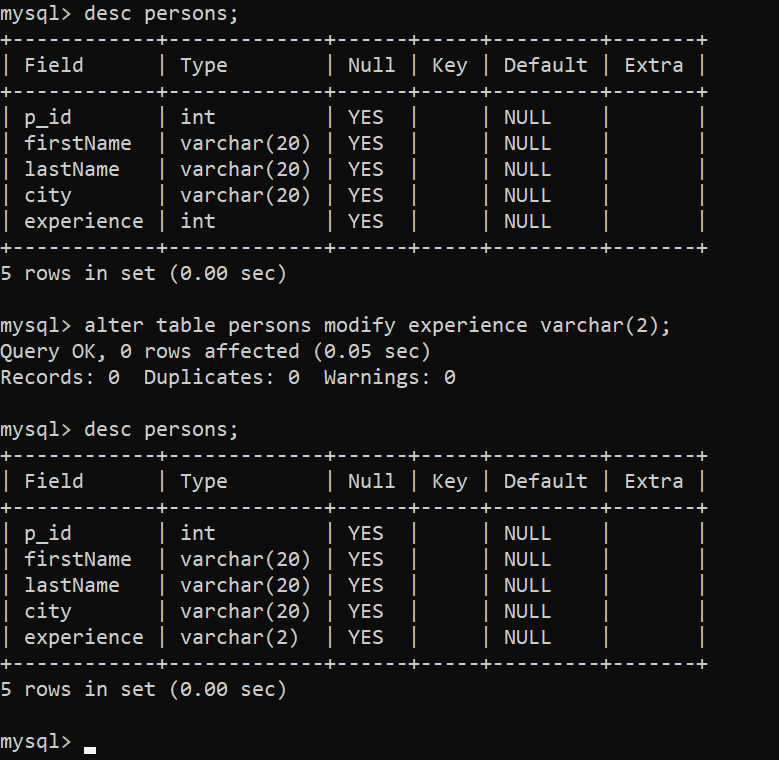 mysql> desc persons;
+------------+-------------+------+-----+---------+-------+
| Field      | Type        | Null | Key | Default | Extra |
+------------+-------------+------+-----+---------+-------+
| p_id       | int         | YES  |     | NULL    |       |
| firstName  | varchar(20) | YES  |     | NULL    |       |
| lastName   | varchar(20) | YES  |     | NULL    |       |
| city       | varchar(20) | YES  |     | NULL    |       |
| experience | int         | YES  |     | NULL    |       |
+------------+-------------+------+-----+---------+-------+
5 rows in set (0.00 sec)

mysql> alter table persons modify experience varchar(2);
Query OK, 0 rows affected (0.05 sec)
Records: 0  Duplicates: 0  Warnings: 0

mysql> desc persons;
+------------+-------------+------+-----+---------+-------+
| Field      | Type        | Null | Key | Default | Extra |
+------------+-------------+------+-----+---------+-------+
| p_id       | int         | YES  |     | NULL    |       |
| firstName  | varchar(20) | YES  |     | NULL    |       |
| lastName   | varchar(20) | YES  |     | NULL    |       |
| city       | varchar(20) | YES  |     | NULL    |       |
| experience | varchar(2)  | YES  |     | NULL    |       |
+------------+-------------+------+-----+---------+-------+
5 rows in set (0.00 sec)

mysql>